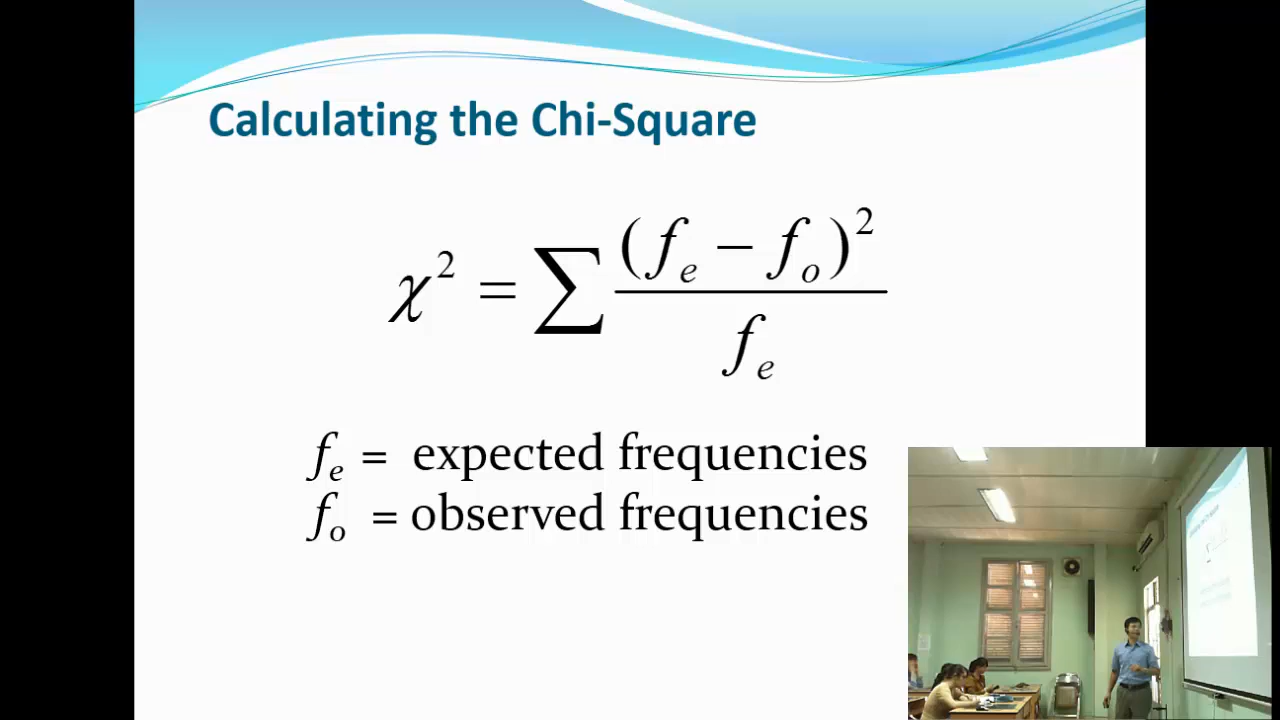 Calculating the Chi-Square
χ² = ∑ (fₑ − fₒ)² / fₑ
fₑ = expected frequencies
fₒ = observed frequencies